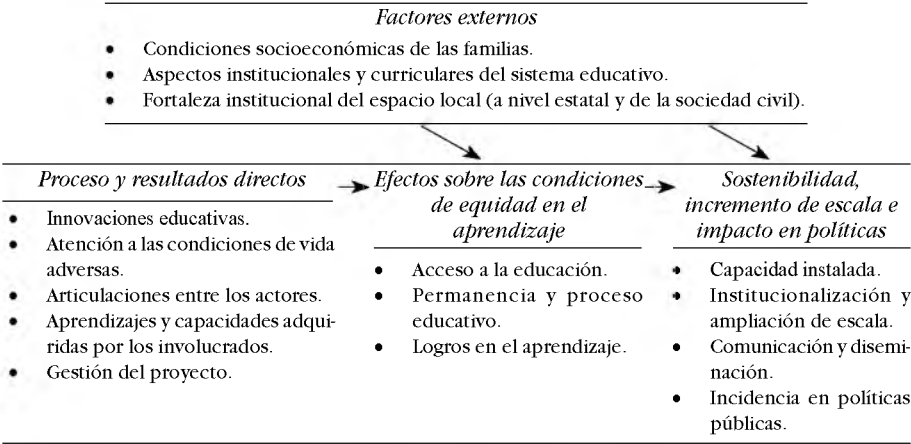 Factores externos
• Condiciones socioeconómicas de las familias.
• Aspectos institucionales y curriculares del sistema educativo.
• Fortaleza institucional del espacio local (a nivel estatal y de la sociedad civil).
Proceso y resultados directos
• Innovaciones educativas.
• Atención a las condiciones de vida
adversas.
• Articulaciones entre los actores.
• Aprendizajes y capacidades adqui-
ridas por los involucrados.
• Gestión del proyecto.
Efectos sobre las condiciones
de equidad en el
aprendizaje
• Acceso a la educación.
• Permanencia y proceso
educativo.
• Logros en el aprendizaje.
Sostenibilidad,
incremento de escala e
impacto en políticas
• Capacidad instalada.
• Institucionalización y
ampliación de escala.
• Comunicación y disemi-
nación.
• Incidencia en políticas
públicas.